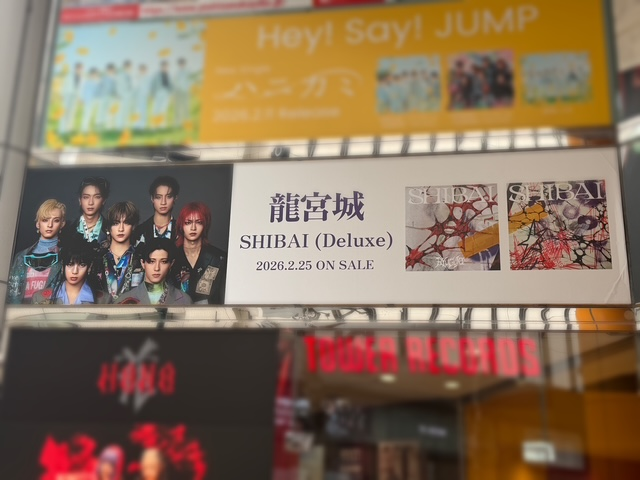 Hey! Say! JUMP
ハニカミ
龍宮城
SHIBAI (Deluxe)
2026.2.25 ON SALE
SHIBAI
SHIBAI
TOWER RECORDS